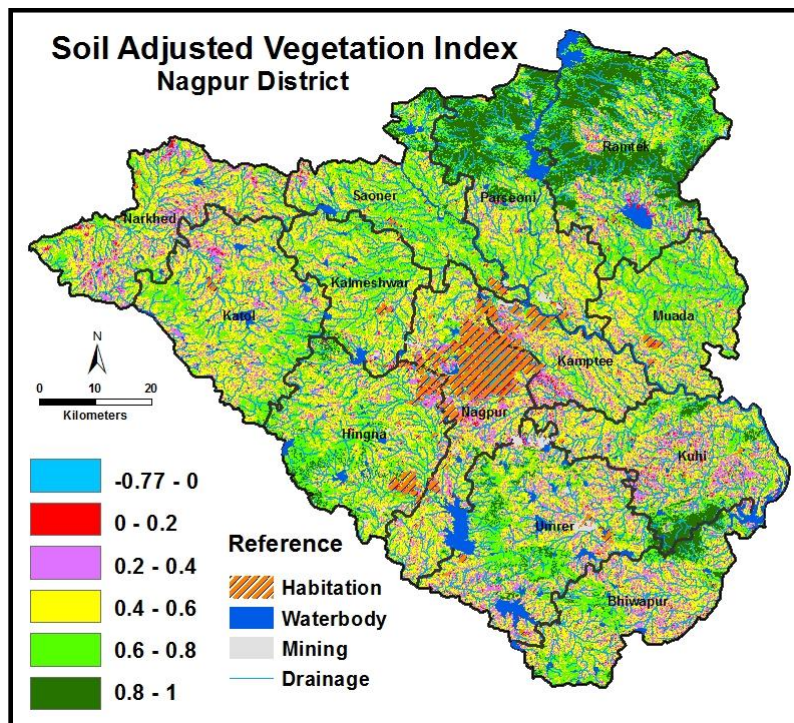 Soil Adjusted Vegetation Index
Nagpur District
Ramtek
Saoner
Parseoni
Narkhed
Kalmeshwar
Katol
Muada
Kamptee
Nagpur
Hingna
Kuhi
Umrer
Bhiwapur
N
0 10 20
Kilometers
-0.77 - 0
0 - 0.2
0.2 - 0.4
0.4 - 0.6
0.6 - 0.8
0.8 - 1
Reference
Habitation
Waterbody
Mining
Drainage